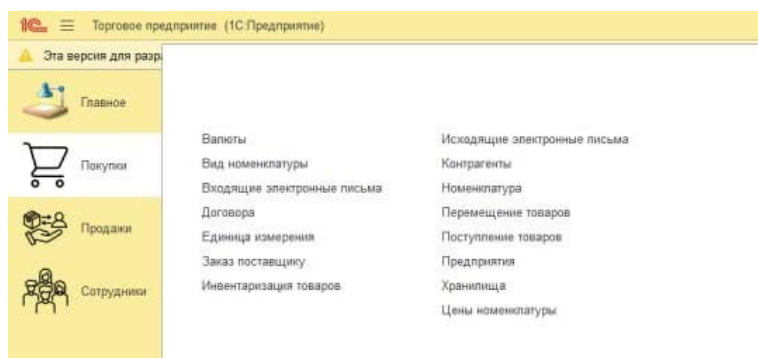 1С Торговое предприятие (1С:Предприятие)
Эта версия для разр
Главное
Покупки
Продажи
Сотрудники
Валюты
Вид номенклатуры
Входящие электронные письма
Договора
Единица измерения
Заказ поставщику
Инвентаризация товаров
Исходящие электронные письма
Контрагенты
Номенклатура
Перемещение товаров
Поступление товаров
Предприятия
Хранилища
Цены номенклатуры